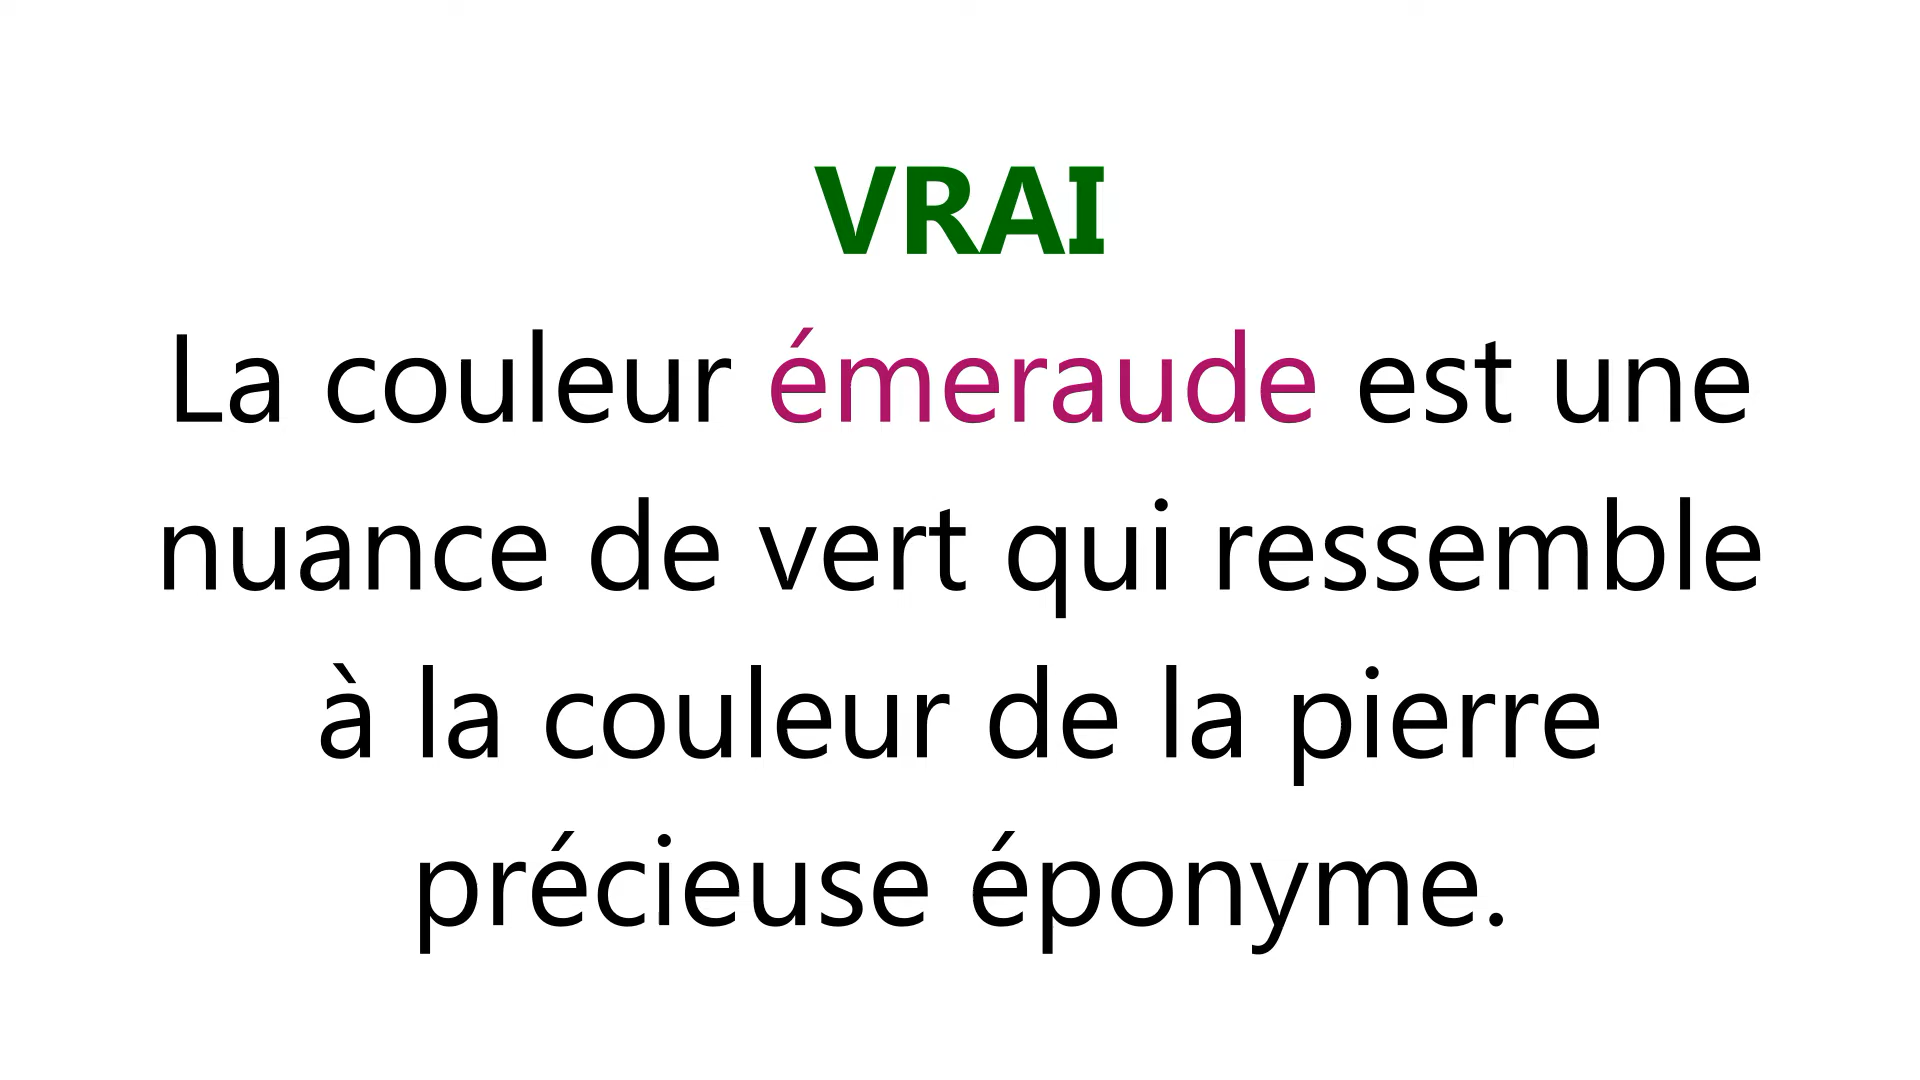 VRAI
La couleur émeraude est une
nuance de vert qui ressemble
à la couleur de la pierre
précieuse éponyme.